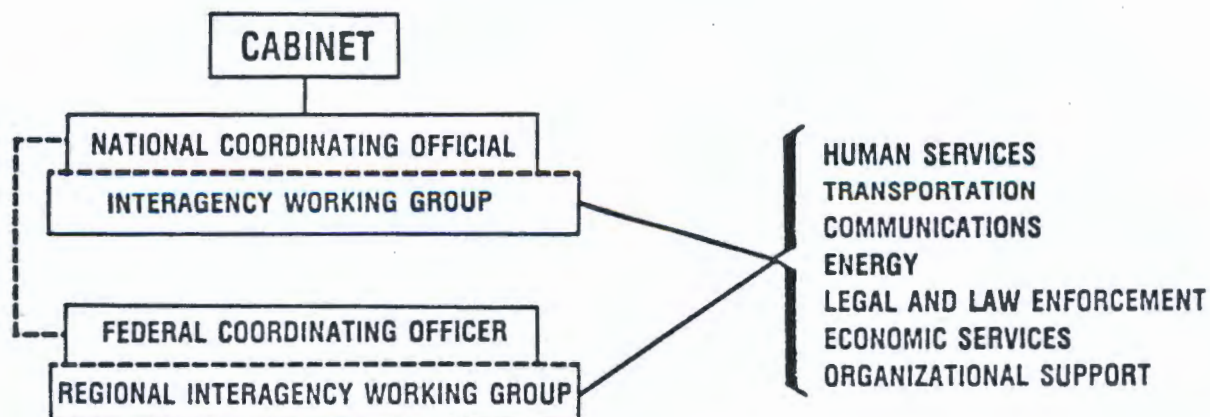 CABINET
NATIONAL COORDINATING OFFICIAL
INTERAGENCY WORKING GROUP
FEDERAL COORDINATING OFFICER
REGIONAL INTERAGENCY WORKING GROUP
HUMAN SERVICES
TRANSPORTATION
COMMUNICATIONS
ENERGY
LEGAL AND LAW ENFORCEMENT
ECONOMIC SERVICES
ORGANIZATIONAL SUPPORT